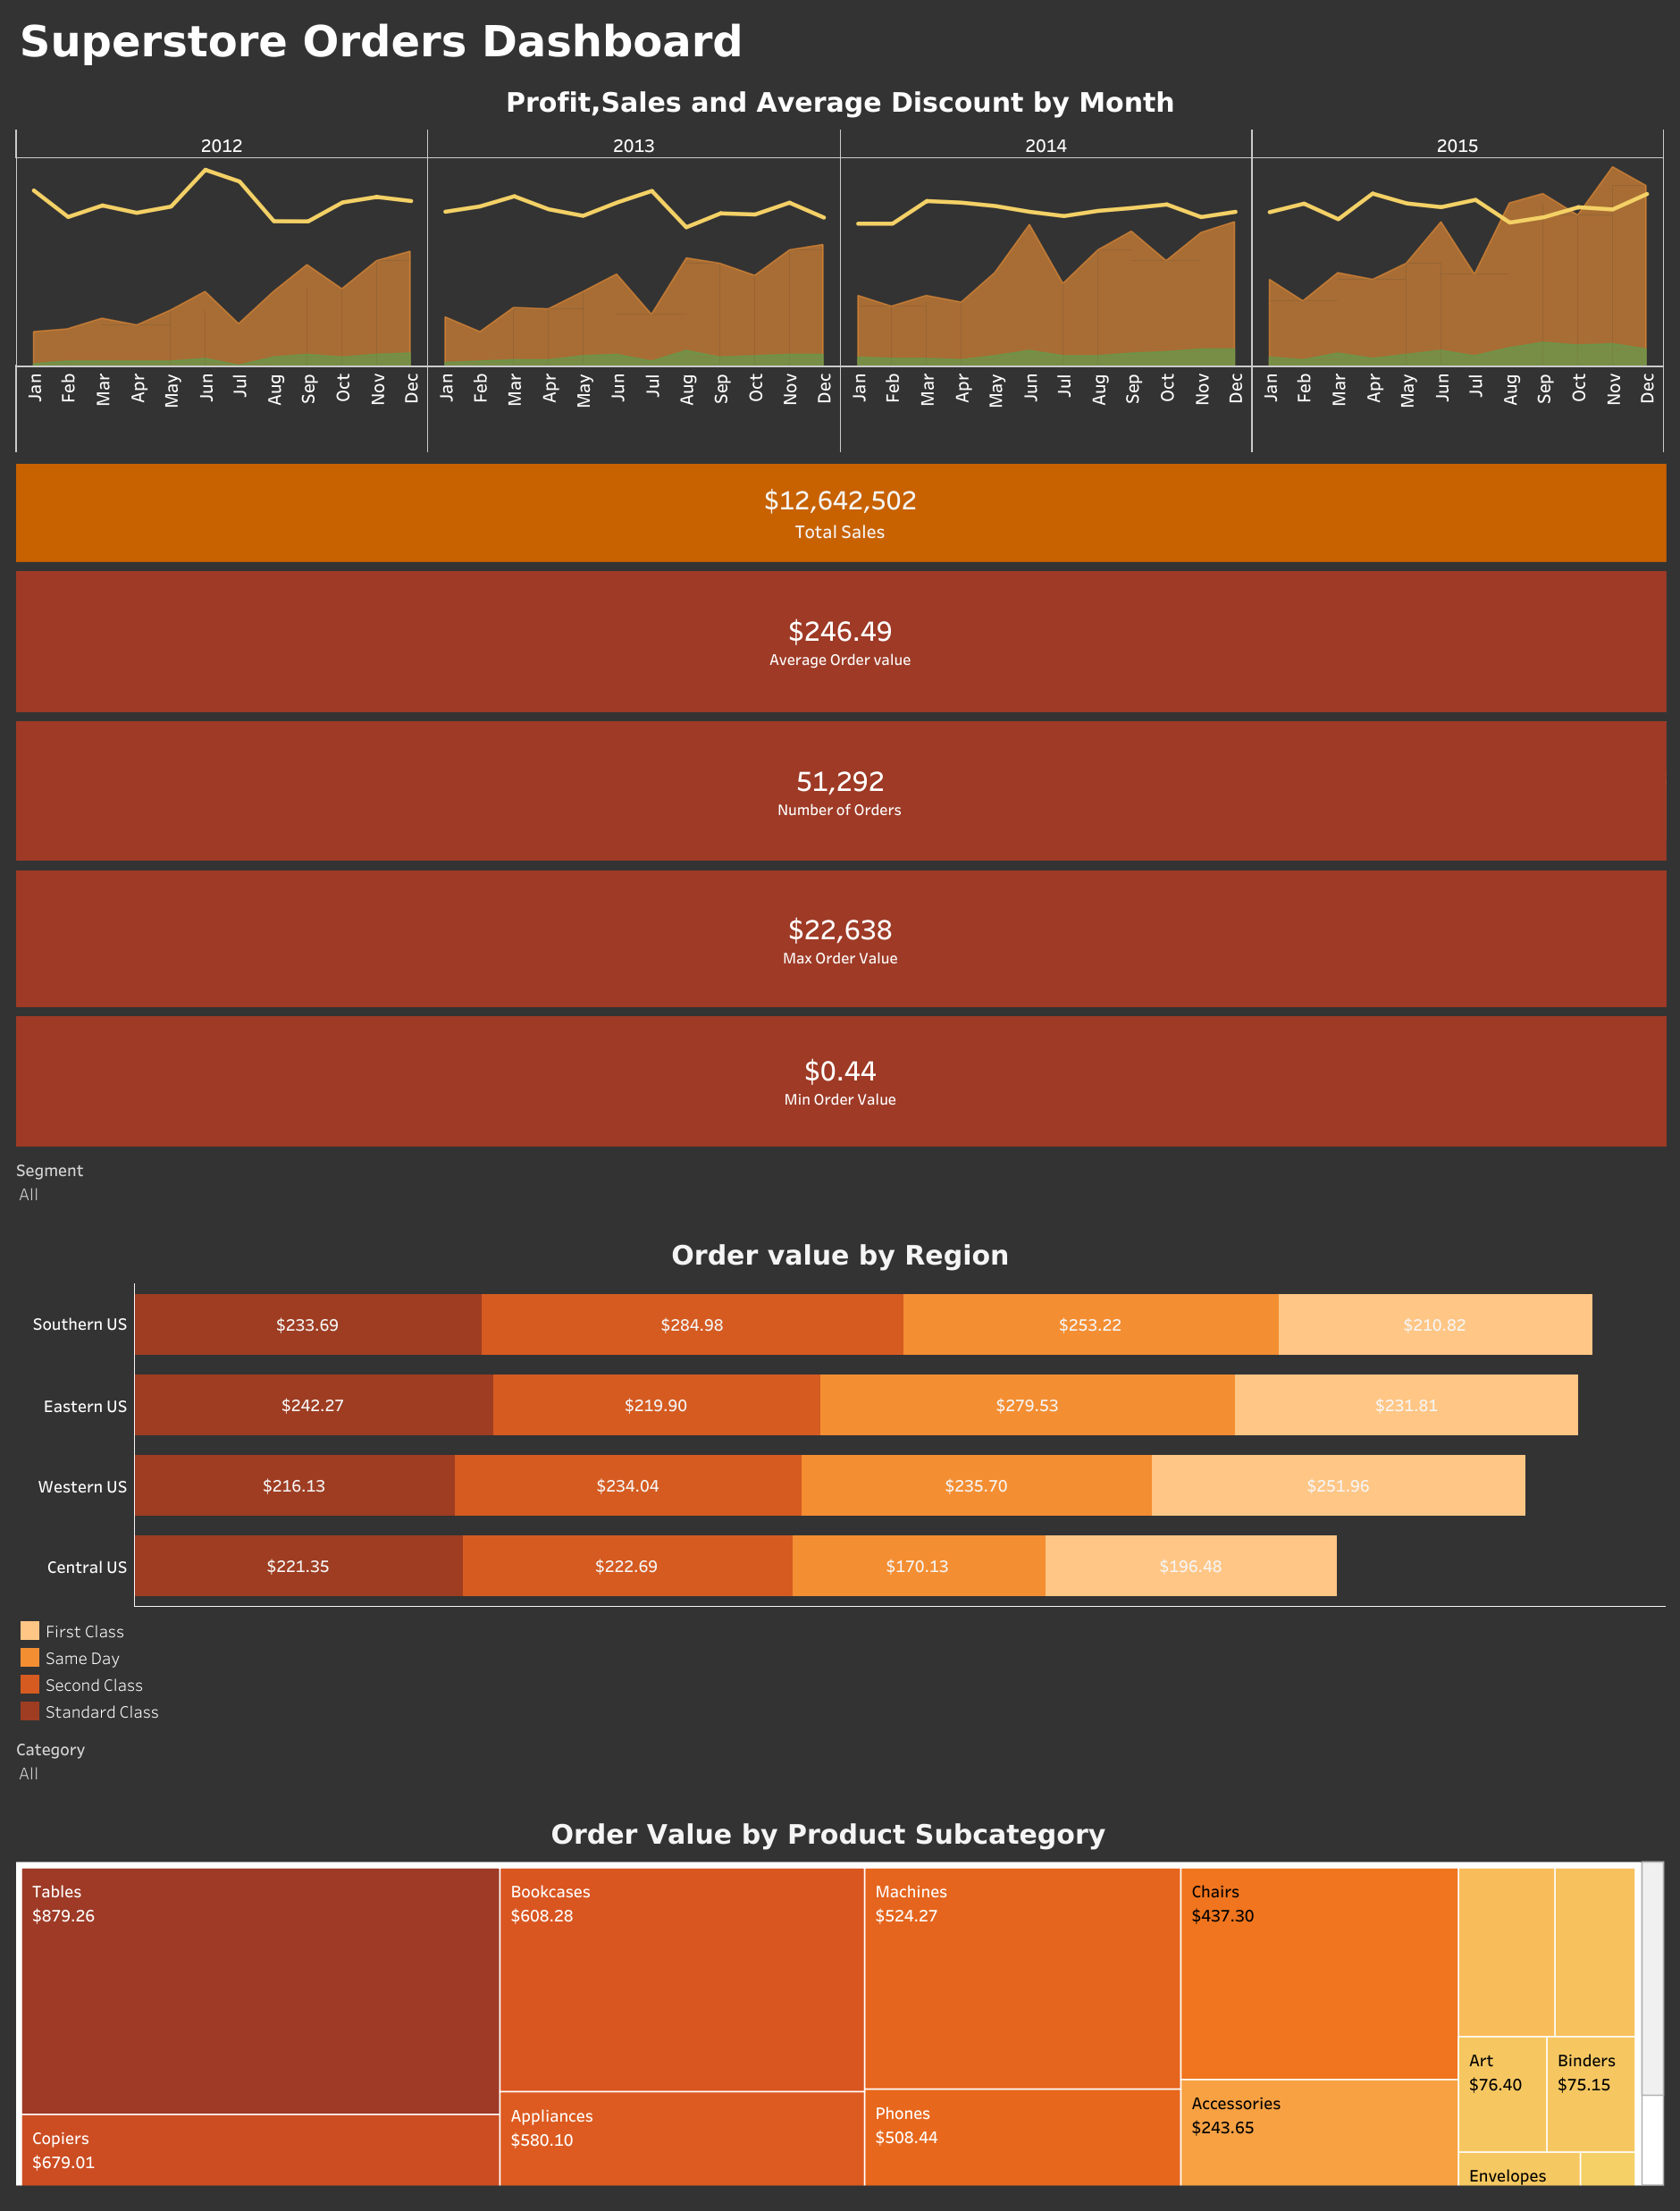 Superstore Orders Dashboard
Profit,Sales and Average Discount by Month
2012 2013 2014 2015
Jan Feb Mar Apr May Jun Jul Aug Sep Oct Nov Dec Jan Feb Mar Apr May Jun Jul Aug Sep Oct Nov Dec Jan Feb Mar Apr May Jun Jul Aug Sep Oct Nov Dec Jan Feb Mar Apr May Jun Jul Aug Sep Oct Nov Dec
$12,642,502
Total Sales
$246.49
Average Order value
51,292
Number of Orders
$22,638
Max Order Value
$0.44
Min Order Value
Segment
All
Order value by Region
Southern US $233.69 $284.98 $253.22 $210.82
Eastern US $242.27 $219.90 $279.53 $231.81
Western US $216.13 $234.04 $235.70 $251.96
Central US $221.35 $222.69 $170.13 $196.48
First Class
Same Day
Second Class
Standard Class
Category
All
Order Value by Product Subcategory
Tables
$879.26
Copiers
$679.01
Bookcases
$608.28
Appliances
$580.10
Machines
$524.27
Phones
$508.44
Chairs
$437.30
Accessories
$243.65
Art
$76.40
Binders
$75.15
Envelopes